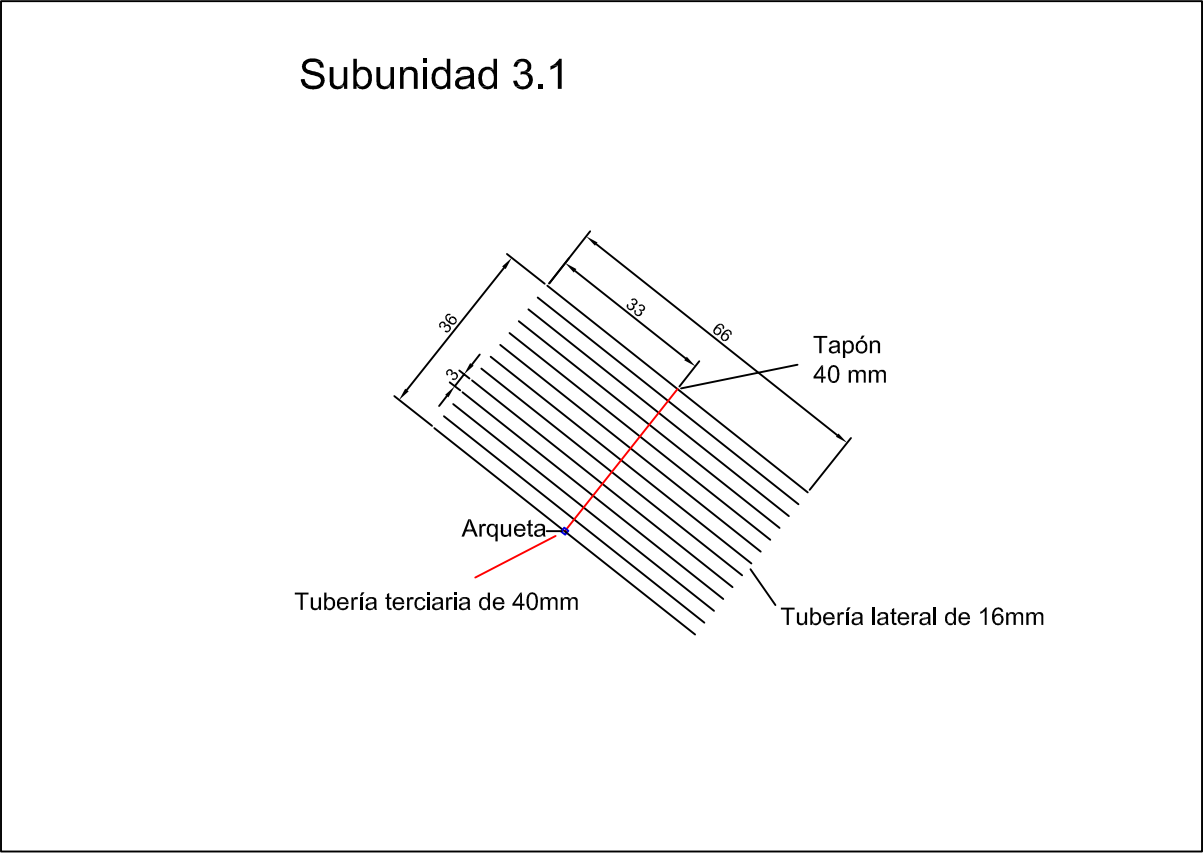 Subunidad 3.1
36
33
66
3
Tapón
40 mm
Arqueta
Tubería terciaria de 40mm
Tubería lateral de 16mm